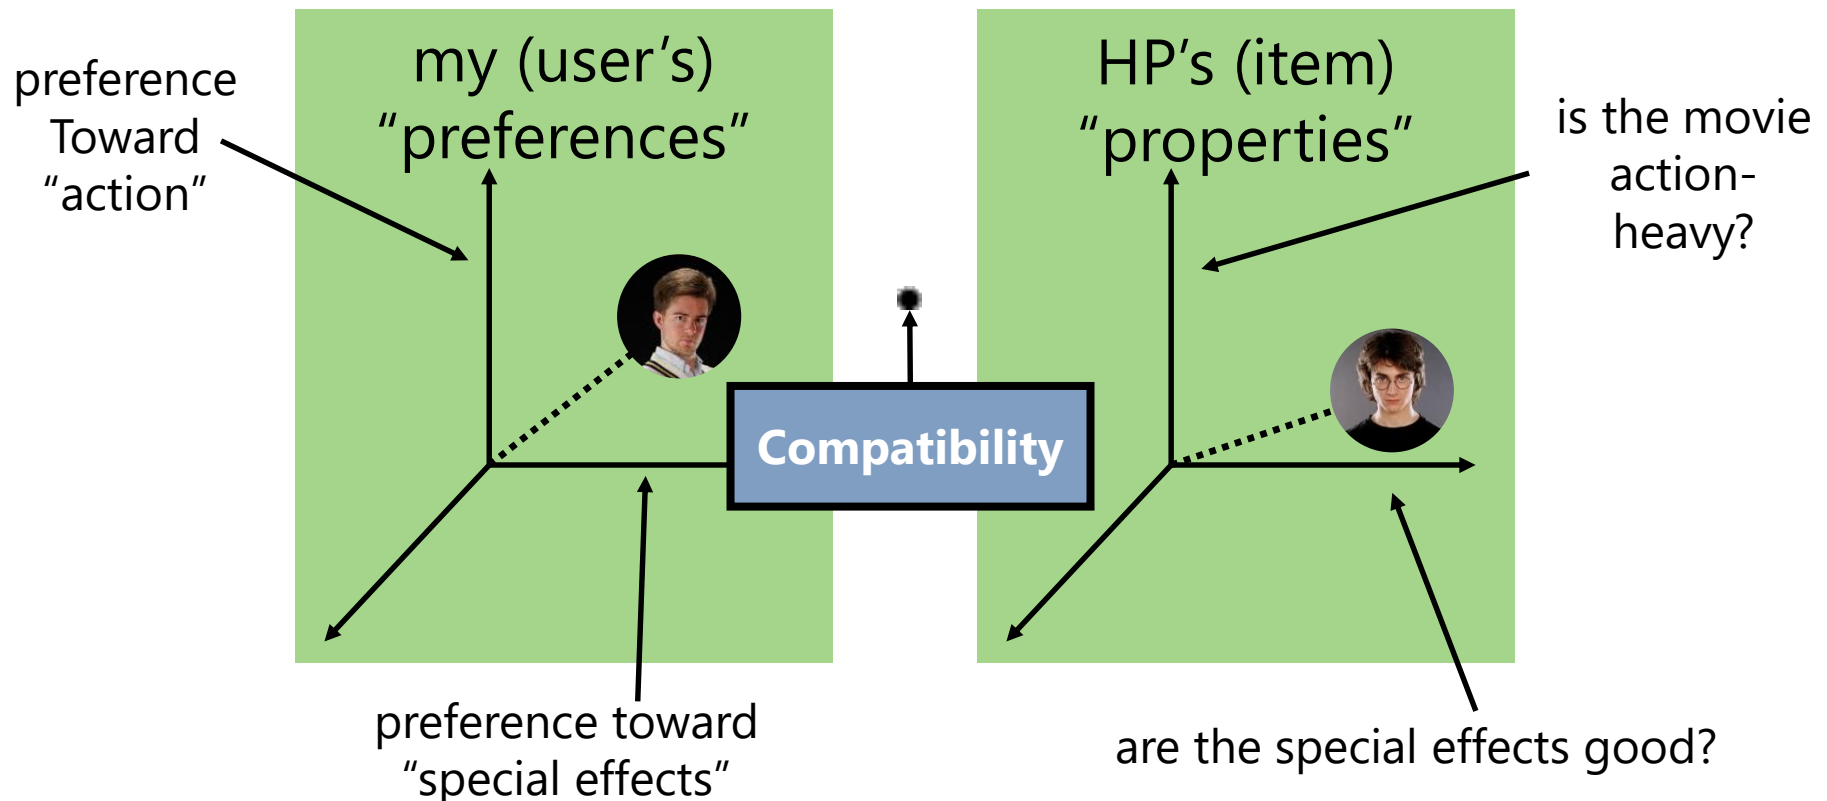 preference
Toward
“action”
my (user’s)
“preferences”
HP’s (item)
“properties”
is the movie
action-
heavy?
Compatibility
preference toward
“special effects”
are the special effects good?